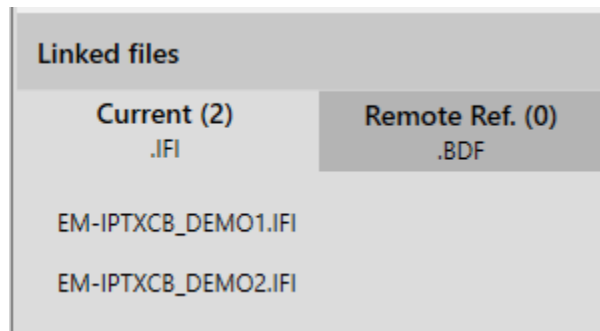 Linked files
Current (2)
.IFI
Remote Ref. (0)
.BDF
EM-IPTXCB_DEMO1.IFI
EM-IPTXCB_DEMO2.IFI